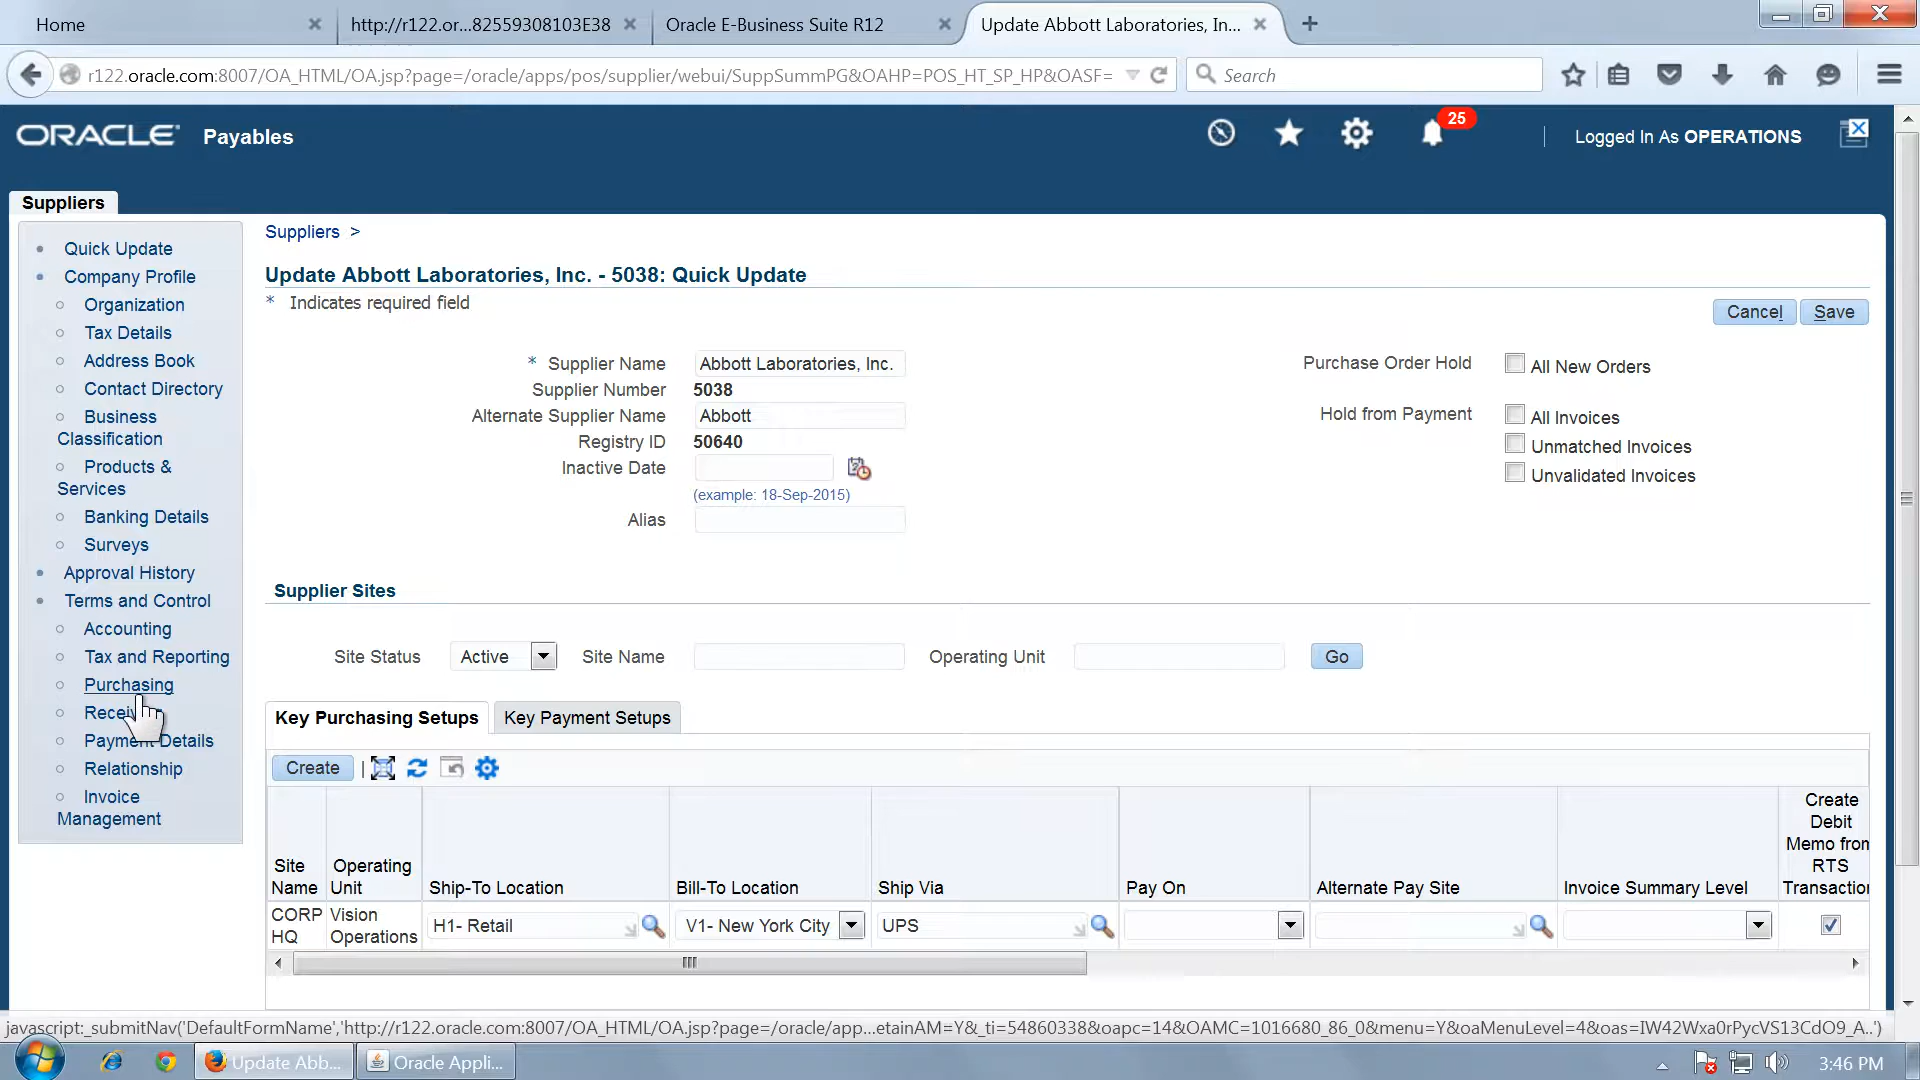 Home
http://r122.or...82559308103E38
Oracle E-Business Suite R12
Update Abbott Laboratories, In...
r122.oracle.com:8007/OA_HTML/OA.jsp?page=/oracle/apps/pos/supplier/webui/SuppSummPG&OAHP=POS_HT_SP_HP&OASF=
Search
ORACLE Payables
25
Logged In As OPERATIONS
Suppliers
Quick Update
Company Profile
Organization
Tax Details
Address Book
Contact Directory
Business
Classification
Products &
Services
Banking Details
Surveys
Approval History
Terms and Control
Accounting
Tax and Reporting
Purchasing
Payment Details
Relationship
Invoice
Management
Suppliers >
Update Abbott Laboratories, Inc. - 5038: Quick Update
* Indicates required field
Cancel Save
* Supplier Name Abbott Laboratories, Inc.
Supplier Number 5038
Alternate Supplier Name Abbott
Registry ID 50640
Inactive Date
(example: 18-Sep-2015)
Alias
Purchase Order Hold All New Orders
Hold from Payment All Invoices
Unmatched Invoices
Unvalidated Invoices
Supplier Sites
Site Status Active Site Name Operating Unit Go
Key Purchasing Setups Key Payment Setups
Create |
Site
Name
Operating
Unit
Ship-To Location
Bill-To Location
Ship Via
Pay On
Alternate Pay Site
Invoice Summary Level
Create
Debit
Memo from
RTS
Transaction
CORP
HQ
Vision
Operations
H1- Retail
V1- New York City
UPS
javascript:_submitNav('DefaultFormName','http://r122.oracle.com:8007/OA_HTML/OA.jsp?page=/oracle/app...etainAM=Y&_ti=54860338&oapc=14&OAMC=1016680_86_0&menu=Y&oaMenuLevel=4&oas=IW42Wxa0rPycVS13CdO9_A..')
Update Abb...
Oracle Appli...
3:46 PM